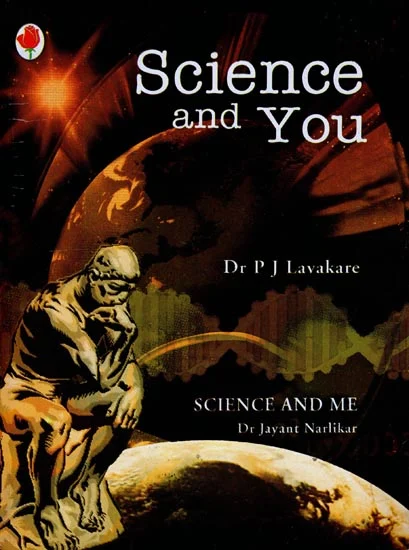 Science
and You
Dr P J Lavakare
SCIENCE AND ME
Dr Jayant Narlikar